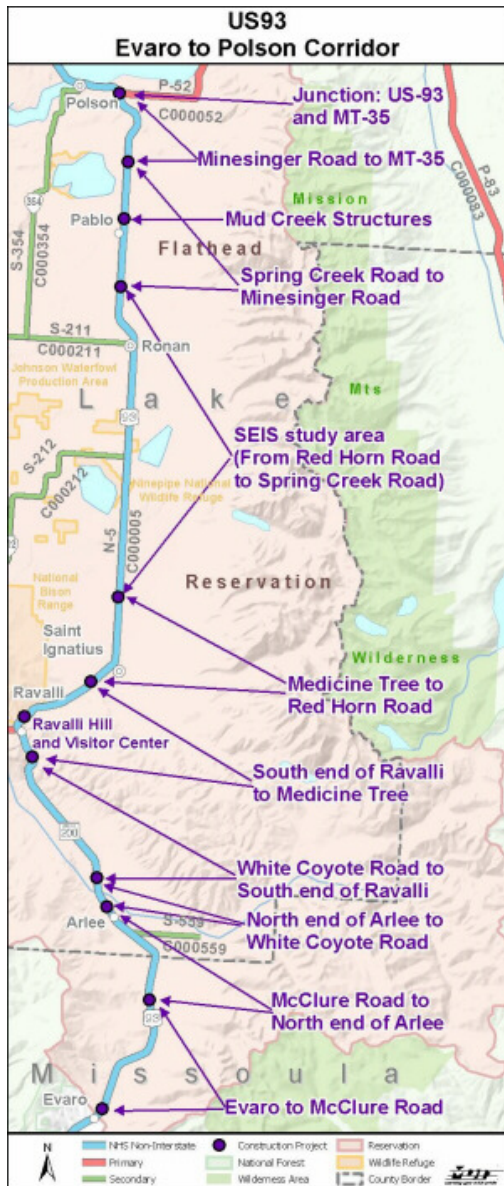 US93
Evaro to Polson Corridor
P-52
Polson
C000052
Junction: US-93
and MT-35
Minesinger Road to MT-35
P-83
C000083
Mission
354
S-354
C000354
Pablo
Mud Creek Structures
Flathead
Spring Creek Road to
Minesinger Road
S-211
C000211
Ronan
Johnson Waterfowl
Production Area
Lake
Mts
93
S-212
C000212
SEIS study area
(From Red Horn Road
to Spring Creek Road)
Ninepipe National
Wildlife Refuge
N-5
C000005
National
Bison
Range
Reservation
Saint
Ignatius
Wilderness
Medicine Tree to
Red Horn Road
Ravalli
Ravalli Hill
and Visitor Center
South end of Ravalli
to Medicine Tree
200
White Coyote Road to
South end of Ravalli
Arlee
S-559
C000559
North end of Arlee to
White Coyote Road
McClure Road to
North end of Arlee
93
Missoula
Evaro
Evaro to McClure Road
N
NHS Non-Interstate
Primary
Secondary
Construction Project
National Forest
Wilderness Area
Reservation
Wildlife Refuge
County Border